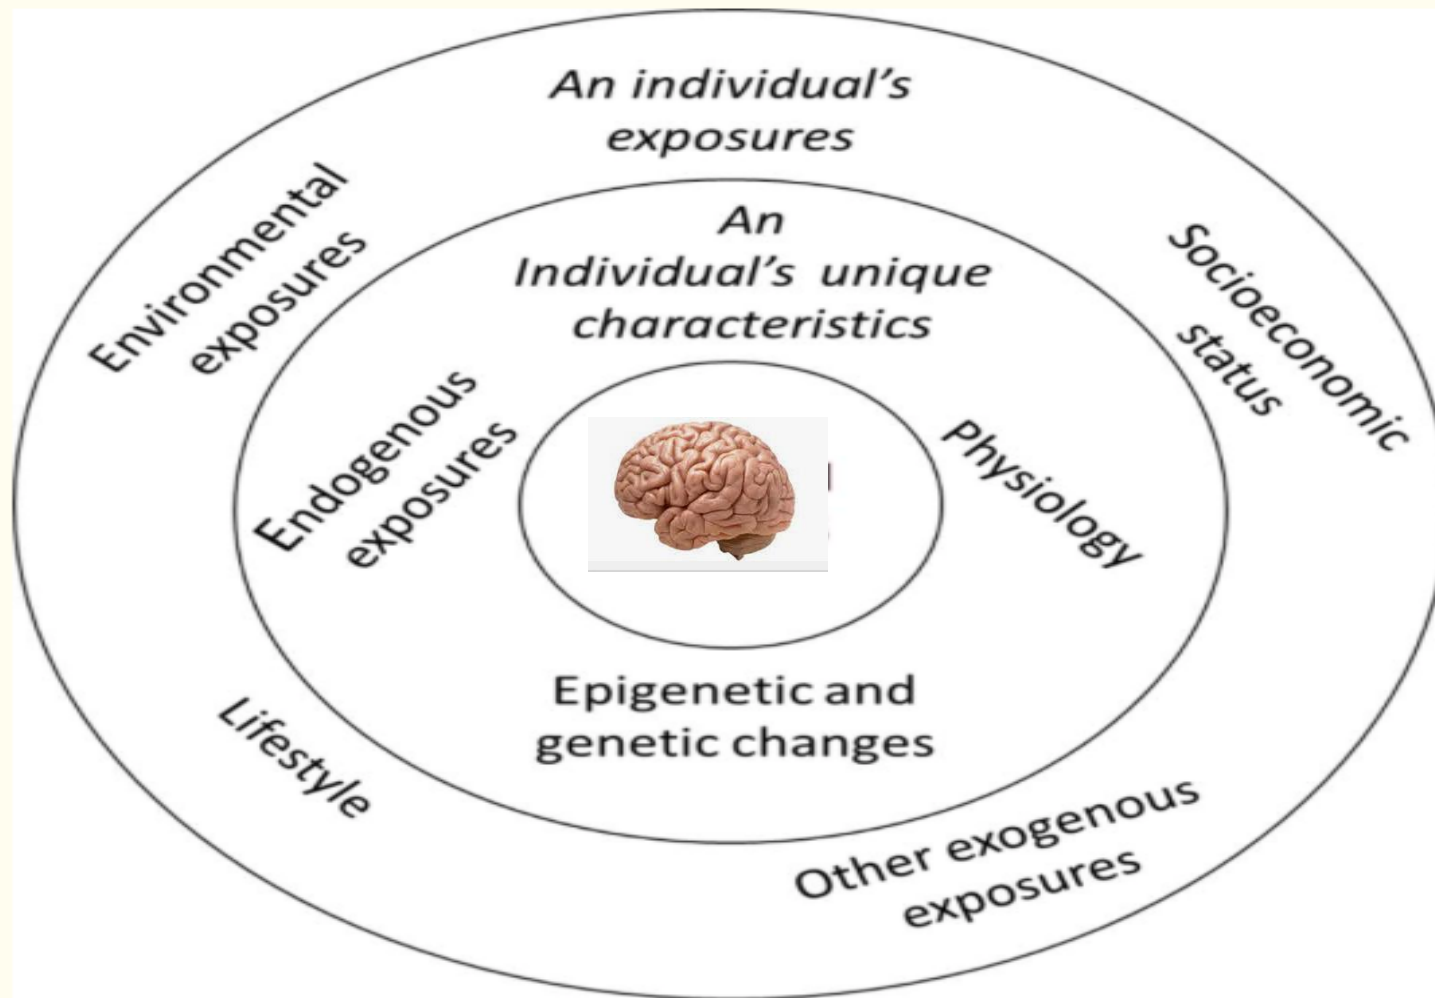 An individual’s
exposures
Environmental
exposures
Socioeconomic
status
An
Individual’s unique
characteristics
Endogenous
exposures
Physiology
Epigenetic and
genetic changes
Lifestyle
Other exogenous
exposures